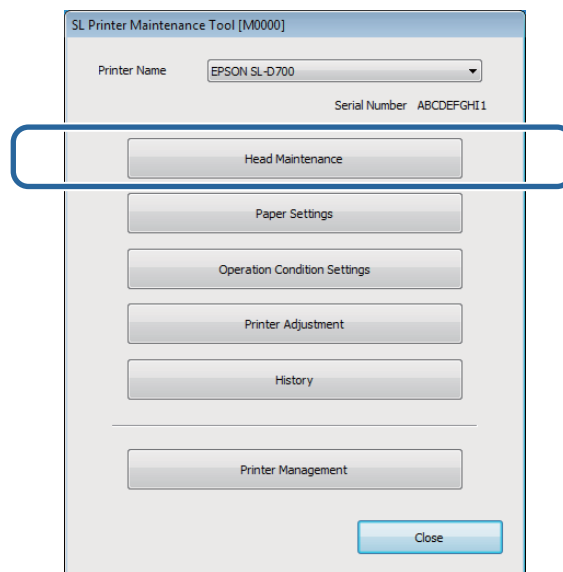 SL Printer Maintenance Tool [M0000]
Printer Name EPSON SL-D700
Serial Number ABCDEFGHI1
Head Maintenance
Paper Settings
Operation Condition Settings
Printer Adjustment
History
Printer Management
Close